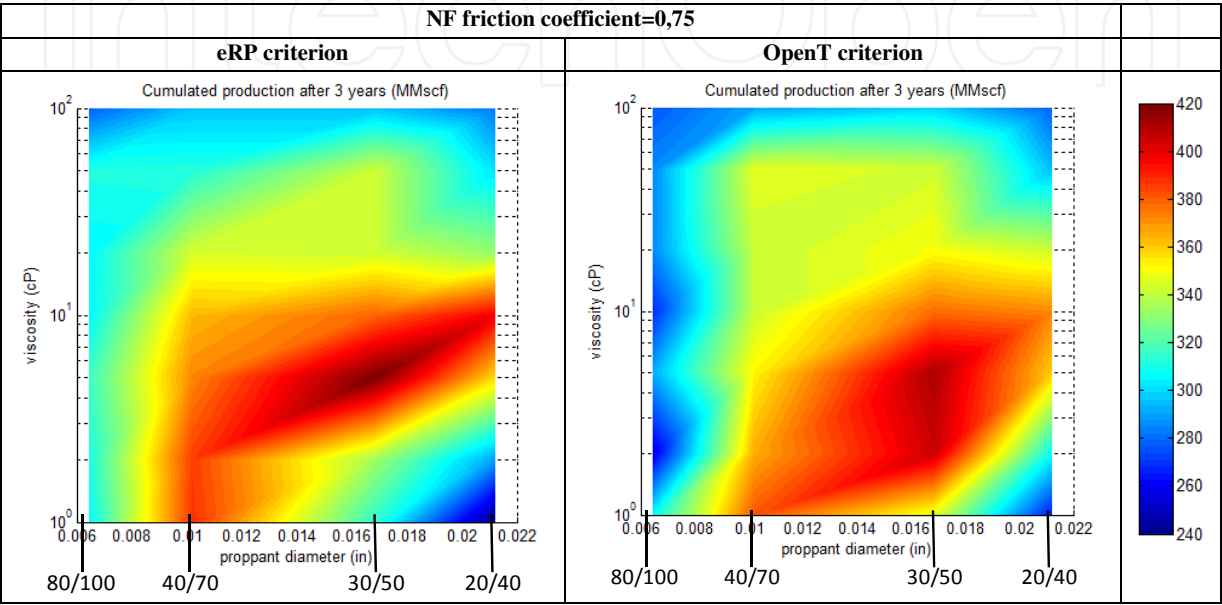 IntechOpen
NF friction coefficient=0,75
eRP criterion
OpenT criterion
Cumulated production after 3 years (MMscf)
10²
10¹
10⁰
viscosity (cP)
0.006 0.008 0.01 0.012 0.014 0.016 0.018 0.02 0.022
proppant diameter (in)
80/100 40/70 30/50 20/40
Cumulated production after 3 years (MMscf)
10²
10¹
10⁰
viscosity (cP)
0.006 0.008 0.01 0.012 0.014 0.016 0.018 0.02 0.022
proppant diameter (in)
80/100 40/70 30/50 20/40
420
400
380
360
340
320
300
280
260
240